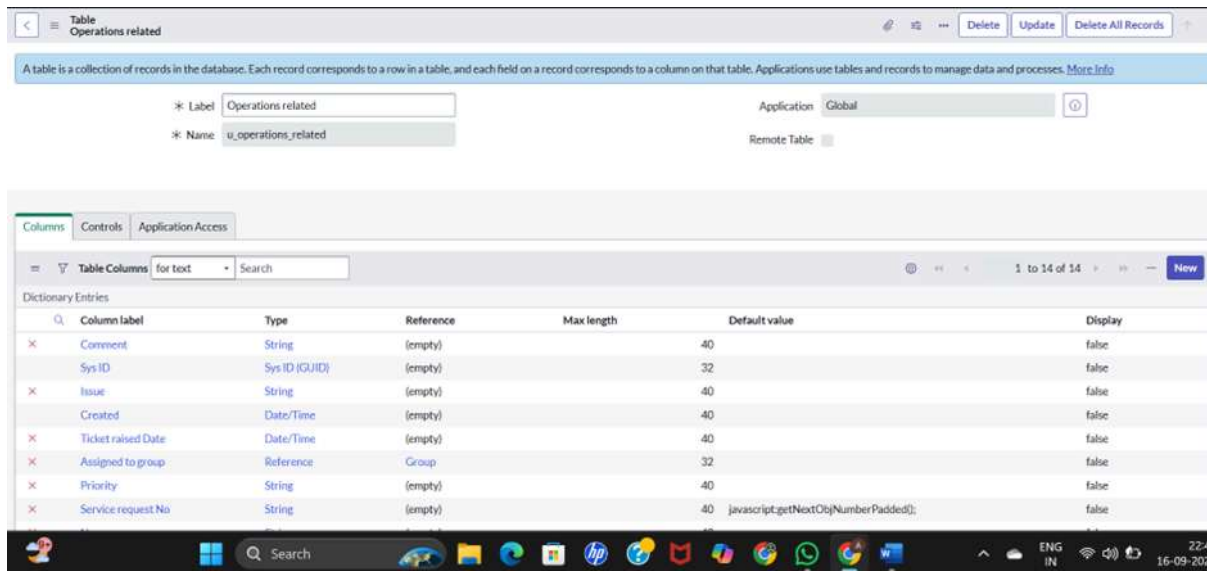 Table
Operations related
Delete Update Delete All Records
A table is a collection of records in the database. Each record corresponds to a row in a table, and each field on a record corresponds to a column on that table. Applications use tables and records to manage data and processes. More Info
* Label Operations related
Application Global
* Name u_operations_related
Remote Table
Columns Controls Application Access
Table Columns for text Search 1 to 14 of 14 New
Dictionary Entries
Column label Type Reference Max length Default value Display
Comment String (empty) 40 false
Sys ID Sys ID (GUID) (empty) 32 false
Issue String (empty) 40 false
Created Date/Time (empty) 40 false
Ticket raised Date Date/Time (empty) 40 false
Assigned to group Reference Group 32 false
Priority String (empty) 40 false
Service request No String (empty) 40 javascript:getNextObjNumberPadded(); false
Search ENG IN 22:4
16-09-202